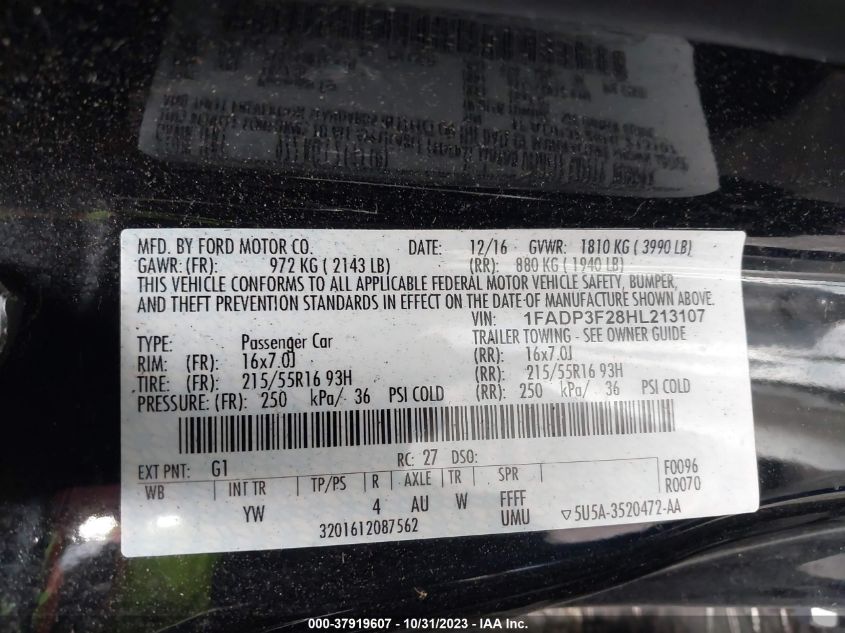 MFD. BY FORD MOTOR CO. DATE: 12/16 GVWR: 1810 KG ( 3990 LB)
GAWR: (FR): 972 KG ( 2143 LB) (RR): 880 KG ( 1940 LB)
THIS VEHICLE CONFORMS TO ALL APPLICABLE FEDERAL MOTOR VEHICLE SAFETY, BUMPER,
AND THEFT PREVENTION STANDARDS IN EFFECT ON THE DATE OF MANUFACTURE SHOWN ABOVE.
VIN: 1FADP3F28HL213107
TYPE: Passenger Car TRAILER TOWING - SEE OWNER GUIDE
RIM: (FR): 16x7.0J (RR): 16x7.0J
TIRE: (FR): 215/55R16 93H (RR): 215/55R16 93H
PRESSURE: (FR): 250 kPa/ 36 PSI COLD (RR): 250 kPa/ 36 PSI COLD
EXT PNT: G1 RC: 27 DSO: F0096
WB INT TR TP/PS R AXLE TR SPR R0070
YW 4 AU W FFFF
UMU
3201612087562 ▽5U5A-3520472-AA
000-37919607 - 10/31/2023 - IAA Inc.